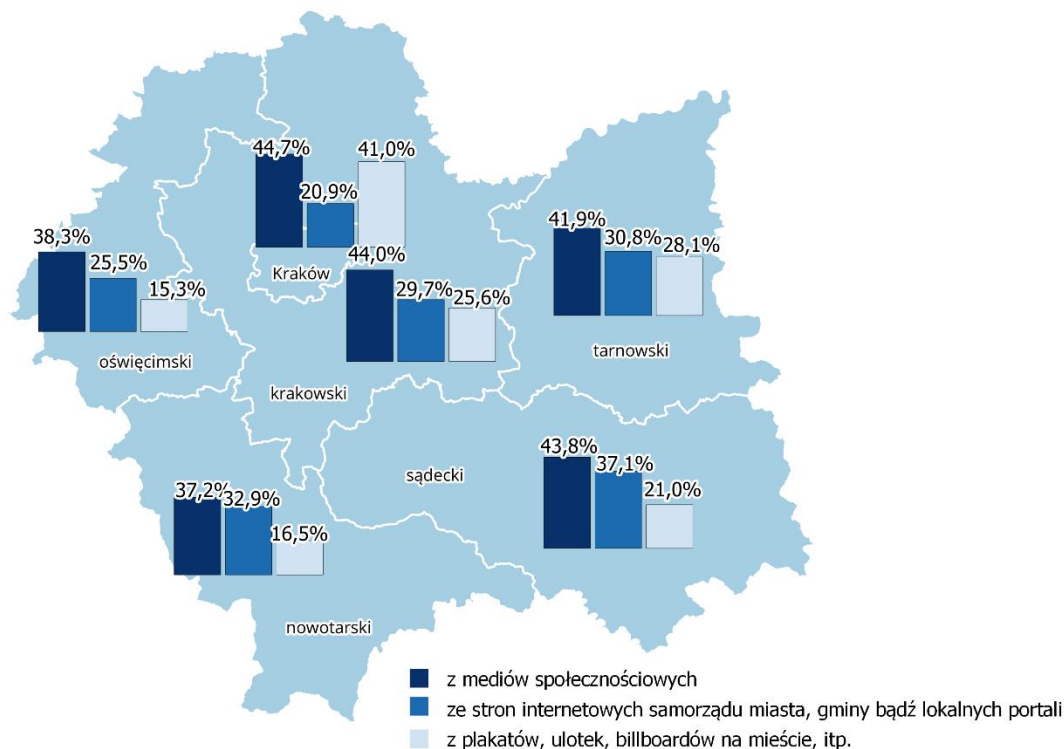 44,7%
41,0%
20,9%
Kraków
38,3%
25,5%
15,3%
oświęcimski
44,0%
29,7%
25,6%
krakowski
41,9%
30,8%
28,1%
tarnowski
43,8%
37,1%
21,0%
sądecki
37,2%
32,9%
16,5%
nowotarski
z mediów społecznościowych
ze stron internetowych samorządu miasta, gminy bądź lokalnych portali
z plakatów, ulotek, billboardów na mieście, itp.